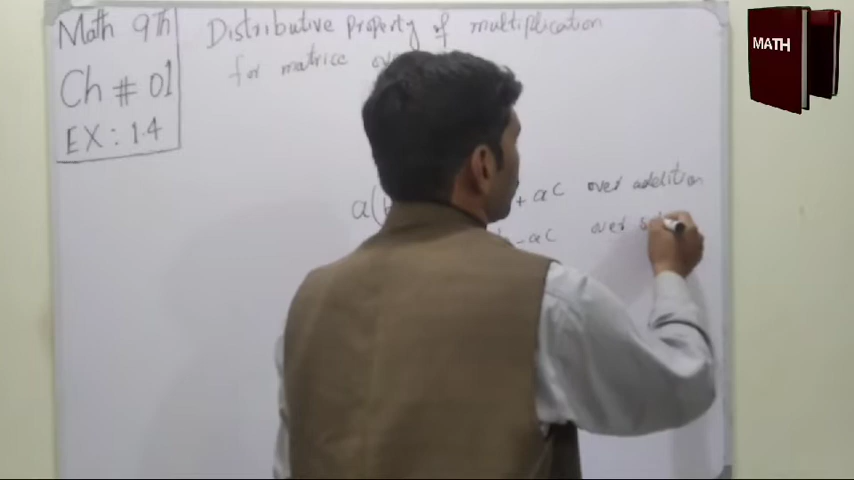 Math 9th
Ch # 01
EX : 1.4
Distributive property of multiplication
for matrice
a(
+ ac over addition
- ac over
MATH